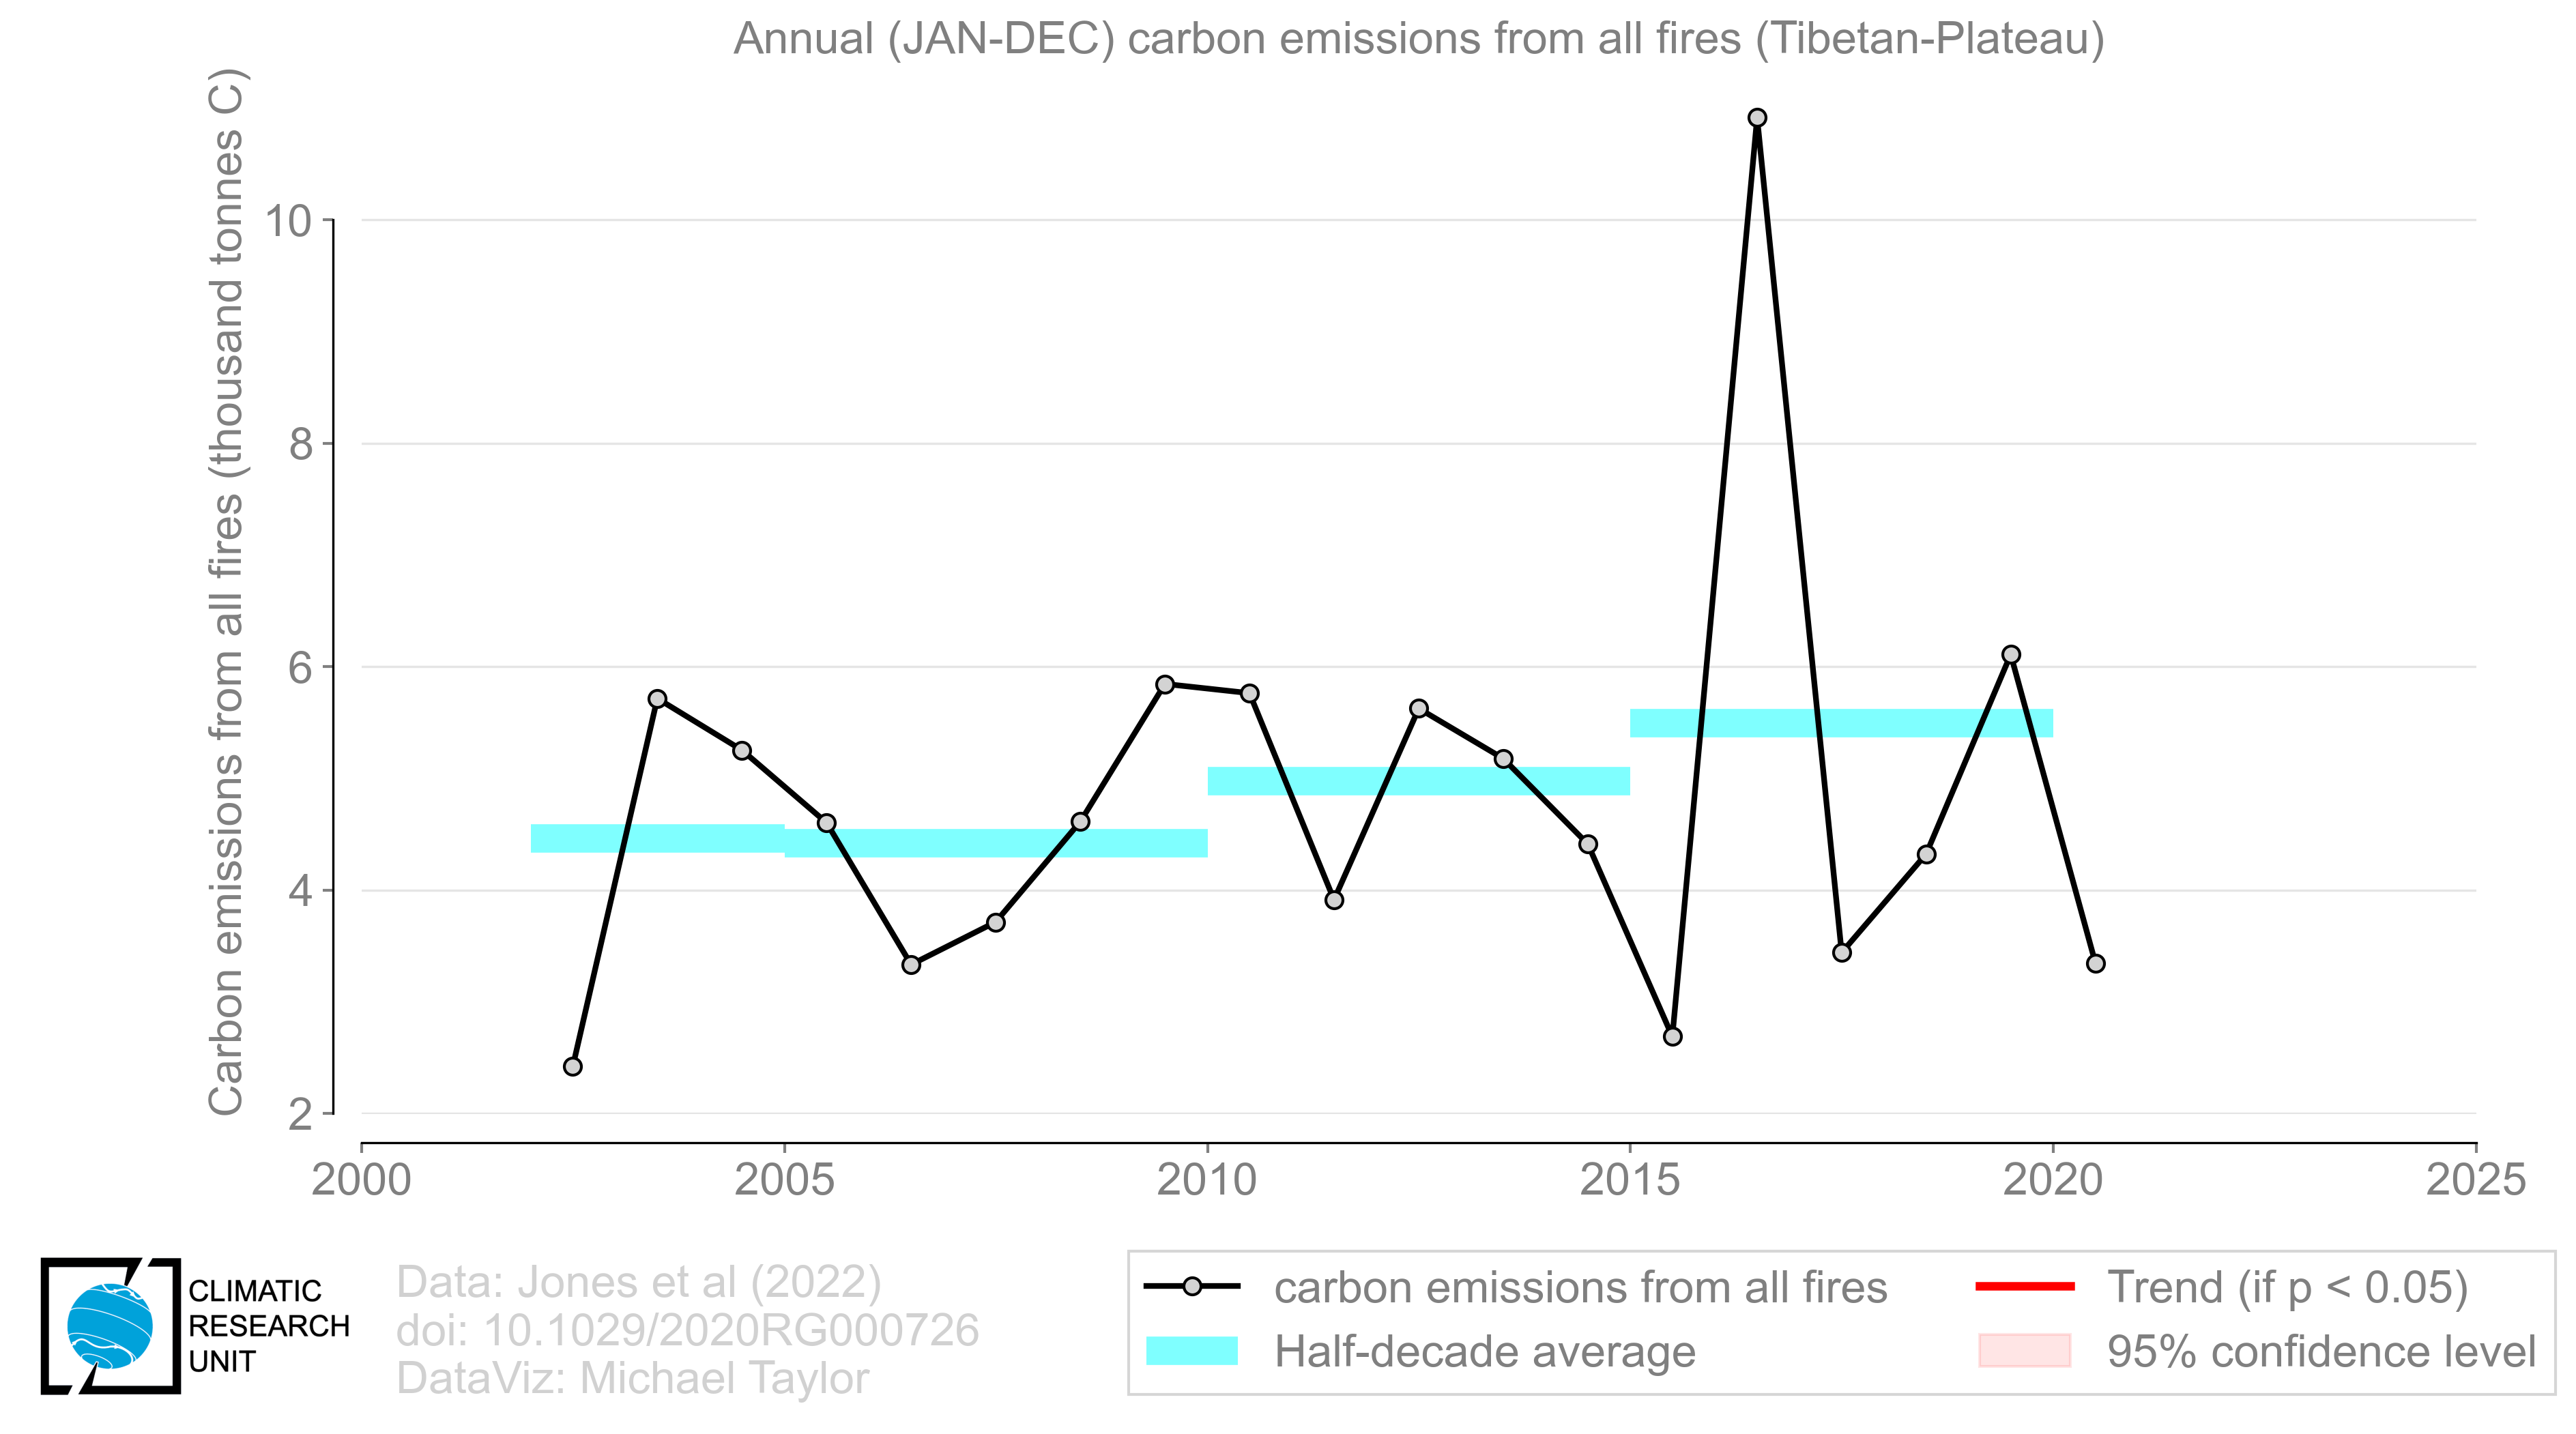 Annual (JAN-DEC) carbon emissions from all fires (Tibetan-Plateau)
Carbon emissions from all fires (thousand tonnes C)
10
8
6
4
2
2000
2005
2010
2015
2020
2025
CLIMATIC
RESEARCH
UNIT
Data: Jones et al (2022)
doi: 10.1029/2020RG000726
DataViz: Michael Taylor
carbon emissions from all fires
Half-decade average
Trend (if p < 0.05)
95% confidence level